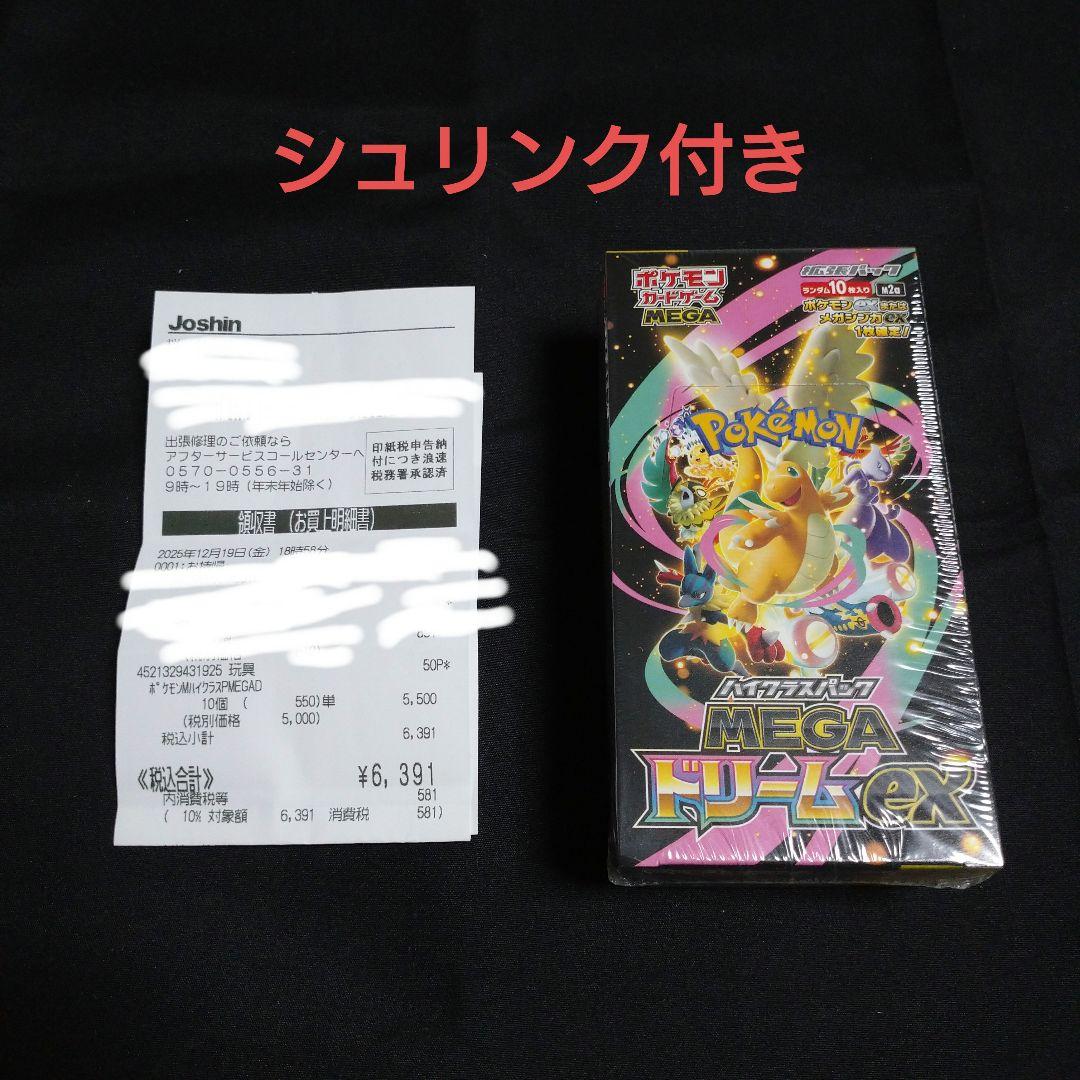 シュリンク付き
Joshin
出張修理のご依頼なら
アフターサービスコールセンターへ
0570-0556-31
9時～19時（年末年始除く）
印紙税申告納
付につき浪速
税務署承認済
領収書（お買上明細書）
2025年12月19日(金) 18時58分
4521329431925 玩具 50P*
ﾎﾟｹﾓﾝMﾊｲｸﾗｽPMEGAD
10個 ( 550)単 5,500
(税別価格 5,000)
税込小計 6,391
《税込合計》 ¥6,391
内消費税等 581
( 10% 対象額 6,391 消費税 581)
ポケモン
カードゲーム
MEGA
拡張パック
ランダム10枚入り M2a
ポケモンexまたは
メガシンカex
1枚確定!
POKéMON
ハイクラスパック
MEGA
ドリームex